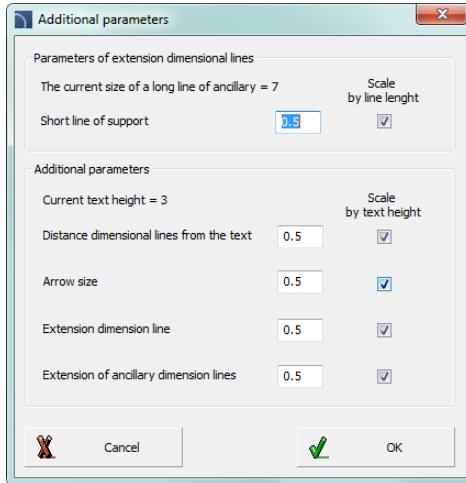 Additional parameters
Parameters of extension dimensional lines
The current size of a long line of ancillary = 7
Scale
by line lenght
Short line of support
0.5
Additional parameters
Current text height = 3
Scale
by text height
Distance dimensional lines from the text
0.5
Arrow size
0.5
Extension dimension line
0.5
Extension of ancillary dimension lines
0.5
Cancel
OK